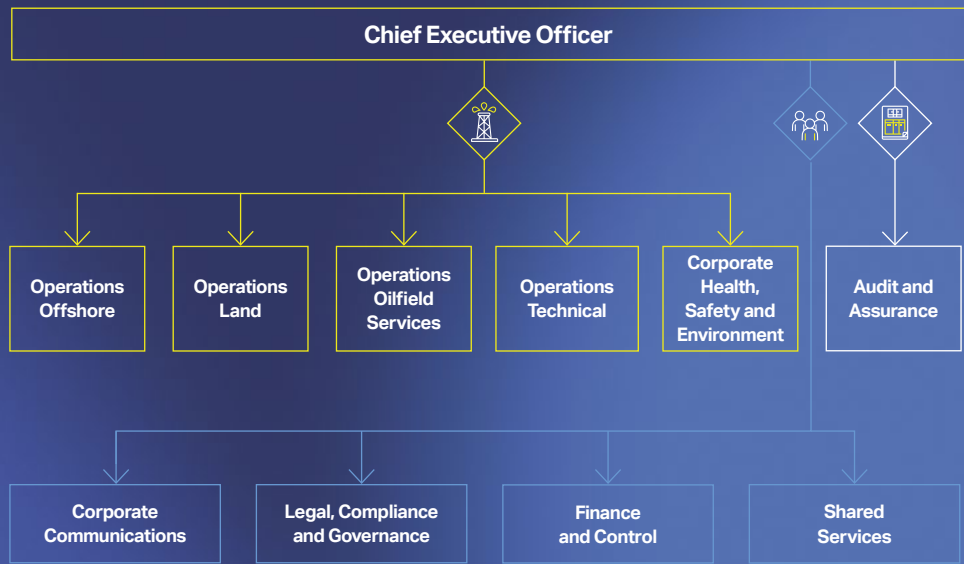 Chief Executive Officer
Operations
Offshore
Operations
Land
Operations
Oilfield
Services
Operations
Technical
Corporate
Health,
Safety and
Environment
Audit and
Assurance
Corporate
Communications
Legal, Compliance
and Governance
Finance
and Control
Shared
Services